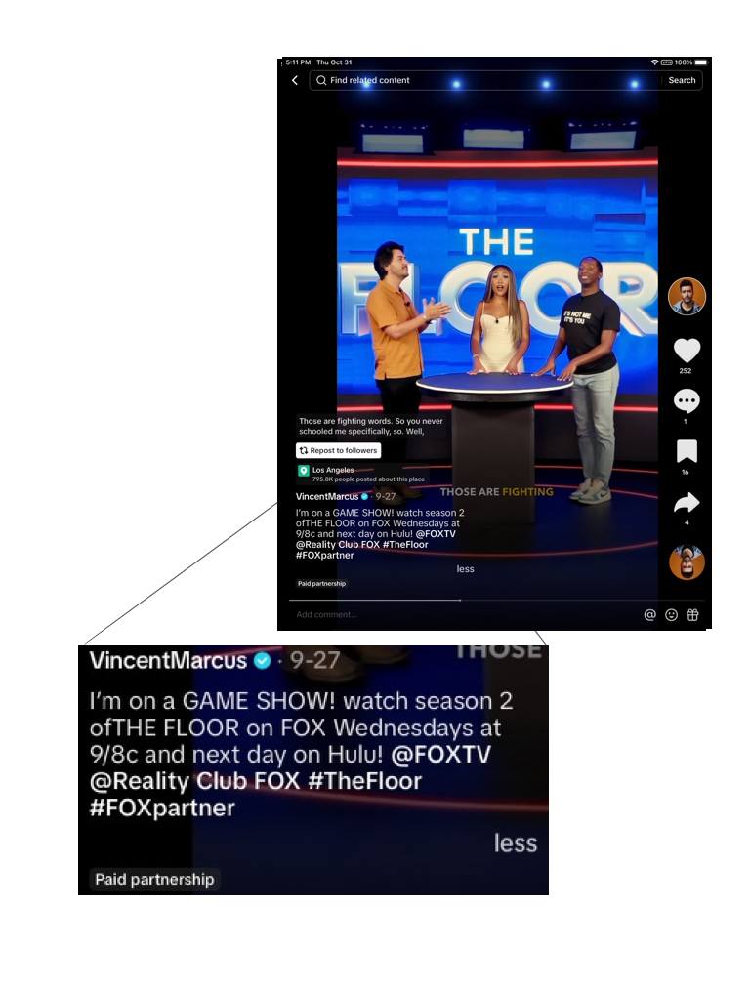 5:11 PM Thu Oct 31
100%
Find related content
Search
THE
FLOOR
IT'S NOT ME
IT'S YOU
252
1
16
4
Those are fighting words. So you never
schooled me specifically, so. Well,
Repost to followers
Los Angeles
795.8K people posted about this place
THOSE ARE FIGHTING
VincentMarcus · 9-27
I'm on a GAME SHOW! watch season 2
ofTHE FLOOR on FOX Wednesdays at
9/8c and next day on Hulu! @FOXTV
@Reality Club FOX #TheFloor
#FOXpartner
less
Paid partnership
Add comment...
VincentMarcus · 9-27
THOSE
I'm on a GAME SHOW! watch season 2
ofTHE FLOOR on FOX Wednesdays at
9/8c and next day on Hulu! @FOXTV
@Reality Club FOX #TheFloor
#FOXpartner
less
Paid partnership